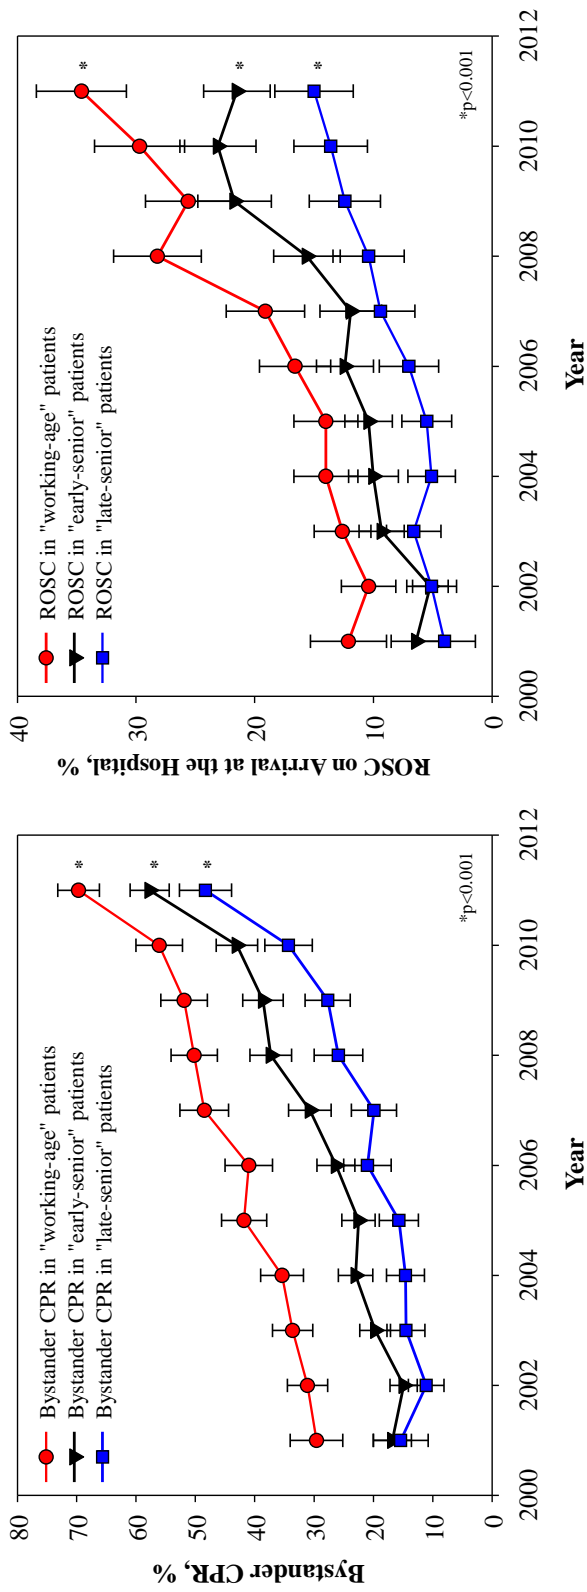 Bystander CPR in "working-age" patients
Bystander CPR in "early-senior" patients
Bystander CPR in "late-senior" patients
80
70
60
50
40
30
20
10
0
Bystander CPR, %
*
*
*
*p<0.001
2000
2002
2004
2006
2008
2010
2012
Year
ROSC in "working-age" patients
ROSC in "early-senior" patients
ROSC in "late-senior" patients
40
30
20
10
0
ROSC on Arrival at the Hospital, %
*
*
*
*p<0.001
2000
2002
2004
2006
2008
2010
2012
Year